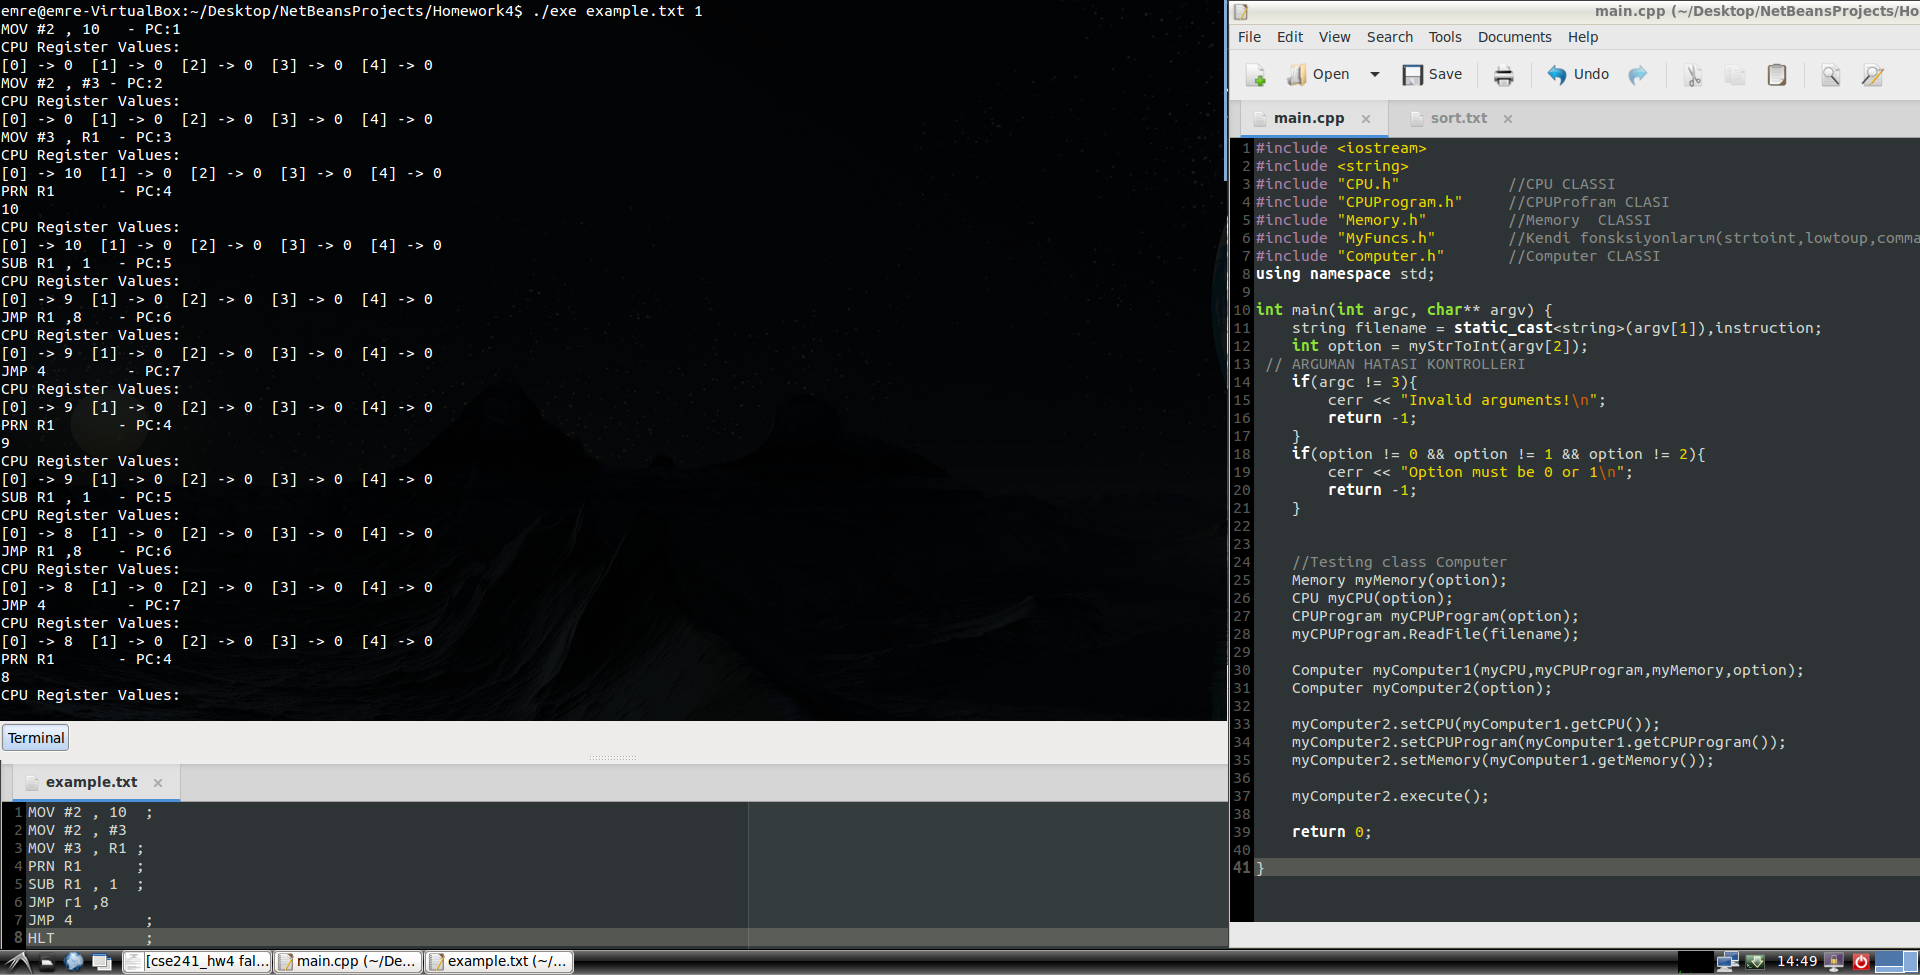 emre@emre-VirtualBox:~/Desktop/NetBeansProjects/Homework4$ ./exe example.txt 1
MOV #2 , 10   - PC:1
CPU Register Values:
[0] -> 0  [1] -> 0  [2] -> 0  [3] -> 0  [4] -> 0
MOV #2 , #3 - PC:2
CPU Register Values:
[0] -> 0  [1] -> 0  [2] -> 0  [3] -> 0  [4] -> 0
MOV #3 , R1  - PC:3
CPU Register Values:
[0] -> 10  [1] -> 0  [2] -> 0  [3] -> 0  [4] -> 0
PRN R1       - PC:4
10
CPU Register Values:
[0] -> 10  [1] -> 0  [2] -> 0  [3] -> 0  [4] -> 0
SUB R1 , 1   - PC:5
CPU Register Values:
[0] -> 9  [1] -> 0  [2] -> 0  [3] -> 0  [4] -> 0
JMP R1 ,8    - PC:6
CPU Register Values:
[0] -> 9  [1] -> 0  [2] -> 0  [3] -> 0  [4] -> 0
JMP 4         - PC:7
CPU Register Values:
[0] -> 9  [1] -> 0  [2] -> 0  [3] -> 0  [4] -> 0
PRN R1       - PC:4
9
CPU Register Values:
[0] -> 9  [1] -> 0  [2] -> 0  [3] -> 0  [4] -> 0
SUB R1 , 1   - PC:5
CPU Register Values:
[0] -> 8  [1] -> 0  [2] -> 0  [3] -> 0  [4] -> 0
JMP R1 ,8    - PC:6
CPU Register Values:
[0] -> 8  [1] -> 0  [2] -> 0  [3] -> 0  [4] -> 0
JMP 4         - PC:7
CPU Register Values:
[0] -> 8  [1] -> 0  [2] -> 0  [3] -> 0  [4] -> 0
PRN R1       - PC:4
8
CPU Register Values:
Terminal
example.txt ×
1 MOV #2 , 10  ;
2 MOV #2 , #3
3 MOV #3 , R1 ;
4 PRN R1      ;
5 SUB R1 , 1  ;
6 JMP r1 ,8
7 JMP 4        ;
8 HLT          ;
main.cpp (~/Desktop/NetBeansProjects/Ho
File Edit View Search Tools Documents Help
Open Save Undo
main.cpp × sort.txt ×
1 #include <iostream>
2 #include <string>
3 #include "CPU.h"            //CPU CLASSI
4 #include "CPUProgram.h"     //CPUProfram CLASI
5 #include "Memory.h"         //Memory  CLASSI
6 #include "MyFuncs.h"        //Kendi fonsksiyonlarım(strtoint,lowtoup,comma
7 #include "Computer.h"       //Computer CLASSI
8 using namespace std;
9
10 int main(int argc, char** argv) {
11     string filename = static_cast<string>(argv[1]),instruction;
12     int option = myStrToInt(argv[2]);
13  // ARGUMAN HATASI KONTROLLERI
14     if(argc != 3){
15         cerr << "Invalid arguments!\n";
16         return -1;
17     }
18     if(option != 0 && option != 1 && option != 2){
19         cerr << "Option must be 0 or 1\n";
20         return -1;
21     }
22
23
24     //Testing class Computer
25     Memory myMemory(option);
26     CPU myCPU(option);
27     CPUProgram myCPUProgram(option);
28     myCPUProgram.ReadFile(filename);
29
30     Computer myComputer1(myCPU,myCPUProgram,myMemory,option);
31     Computer myComputer2(option);
32
33     myComputer2.setCPU(myComputer1.getCPU());
34     myComputer2.setCPUProgram(myComputer1.getCPUProgram());
35     myComputer2.setMemory(myComputer1.getMemory());
36
37     myComputer2.execute();
38
39     return 0;
40
41 }
[cse241_hw4 fal... main.cpp (~/De... example.txt (~/... 14:49